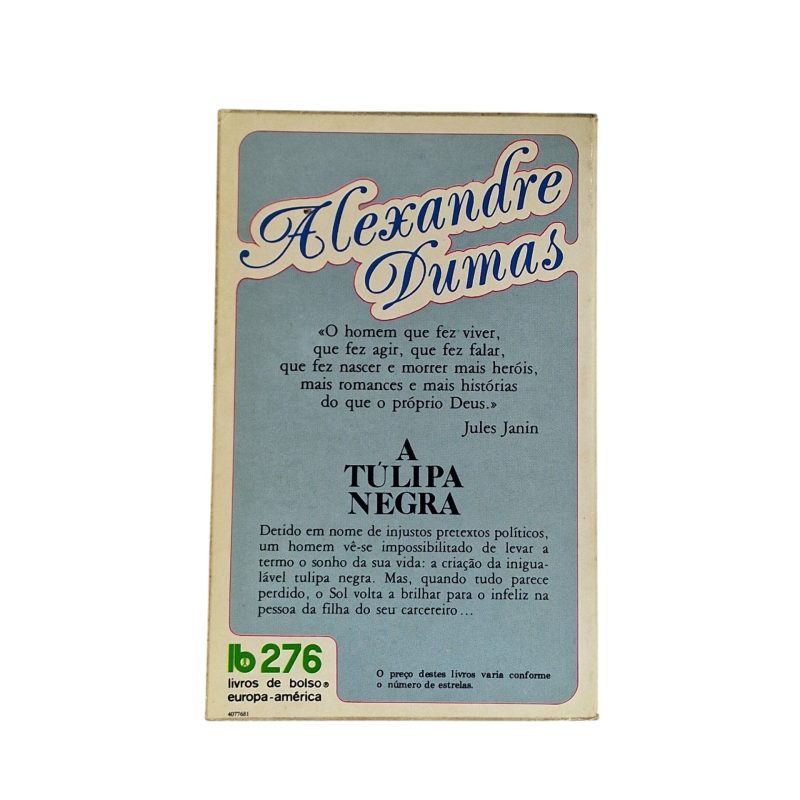 Alexandre
Dumas
«O homem que fez viver,
que fez agir, que fez falar,
que fez nascer e morrer mais heróis,
mais romances e mais histórias
do que o próprio Deus.»
Jules Janin
A
TÚLIPA
NEGRA
Detido em nome de injustos pretextos políticos,
um homem vê-se impossibilitado de levar a
termo o sonho da sua vida: a criação da inigua-
lável tulipa negra. Mas, quando tudo parece
perdido, o Sol volta a brilhar para o infeliz na
pessoa da filha do seu carcereiro...
lb 276
livros de bolso®
europa-américa
4077681
O preço destes livros varia conforme
o número de estrelas.